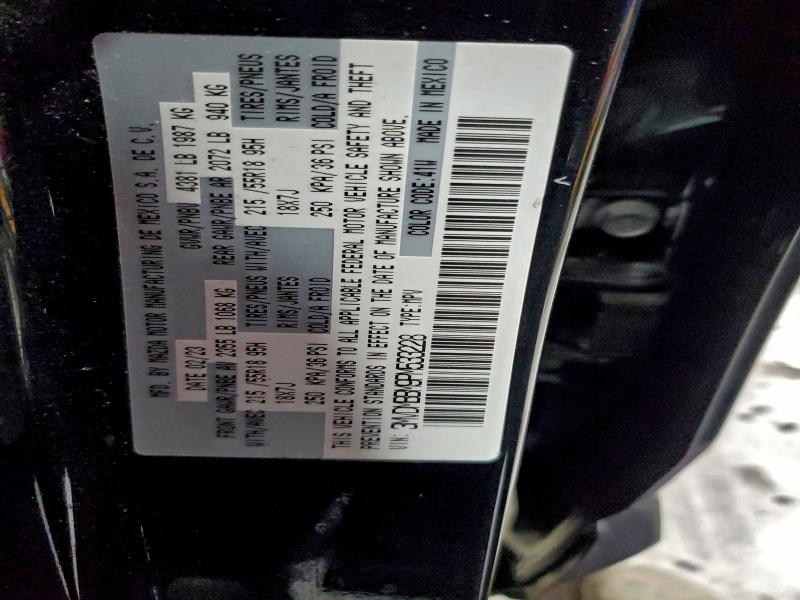 MFD. BY MAZDA MOTOR MANUFACTURING DE MEXICO S.A. DE C.V.
DATE 02/23 GVWR/PNBV 4381 LB 1987 KG
FRONT GAWR/PNBE AV 2355 LB 1068 KG REAR GAWR/PNBE AR 2072 LB 940 KG
WITH/AVEC 215 /55R18 95H TIRES/PNEUS WITH/AVEC 215 /55R18 95H TIRES/PNEUS
18X7J RIMS/JANTES 18X7J RIMS/JANTES
250 KPA/36 PSI COLD/A FROID 250 KPA/36 PSI COLD/A FROID
THIS VEHICLE CONFORMS TO ALL APPLICABLE FEDERAL MOTOR VEHICLE SAFETY AND THEFT
PREVENTION STANDARDS IN EFFECT ON THE DATE OF MANUFACTURE SHOWN ABOVE.
VIN: TYPE:MPV COLOR CODE:41W MADE IN MEXICO